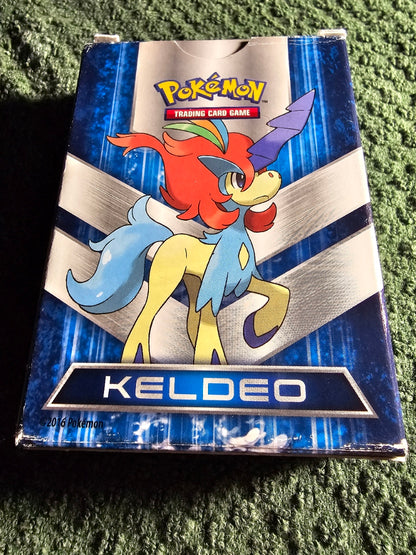 POKéMON
TRADING CARD GAME
KELDEO
©2016 Pokémon